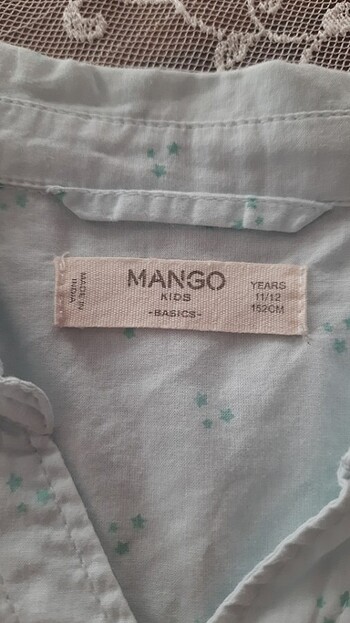 MADE IN
INDIA
MANGO
KIDS
-BASICS-
YEARS
11/12
152CM